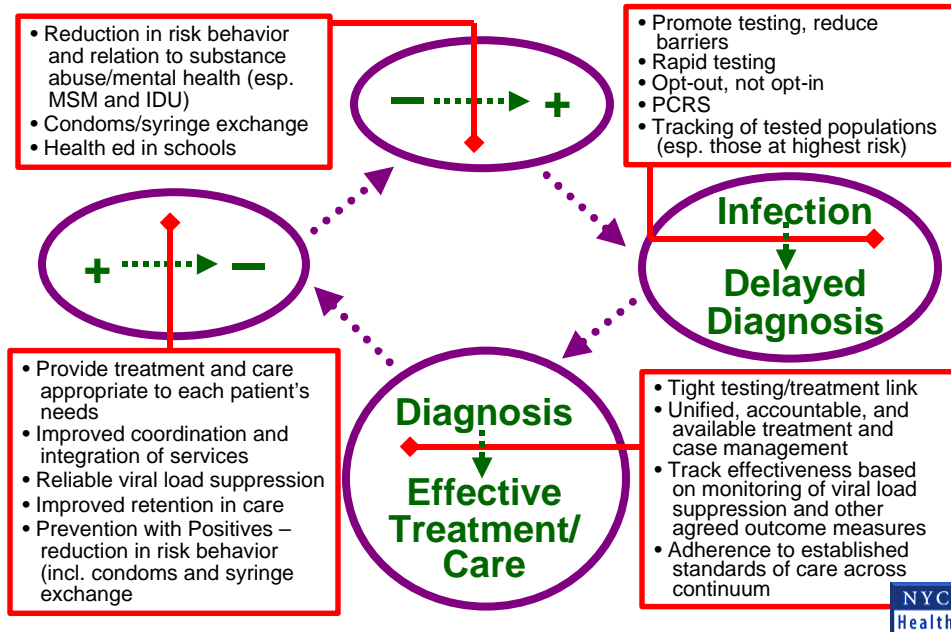 • Reduction in risk behavior
and relation to substance
abuse/mental health (esp.
MSM and IDU)
• Condoms/syringe exchange
• Health ed in schools
− +
• Promote testing, reduce
barriers
• Rapid testing
• Opt-out, not opt-in
• PCRS
• Tracking of tested populations
(esp. those at highest risk)
+ −
Infection
Delayed
Diagnosis
• Provide treatment and care
appropriate to each patient’s
needs
• Improved coordination and
integration of services
• Reliable viral load suppression
• Improved retention in care
• Prevention with Positives –
reduction in risk behavior
(incl. condoms and syringe
exchange
Diagnosis
Effective
Treatment/
Care
• Tight testing/treatment link
• Unified, accountable, and
available treatment and
case management
• Track effectiveness based
on monitoring of viral load
suppression and other
agreed outcome measures
• Adherence to established
standards of care across
continuum
NYC
Health